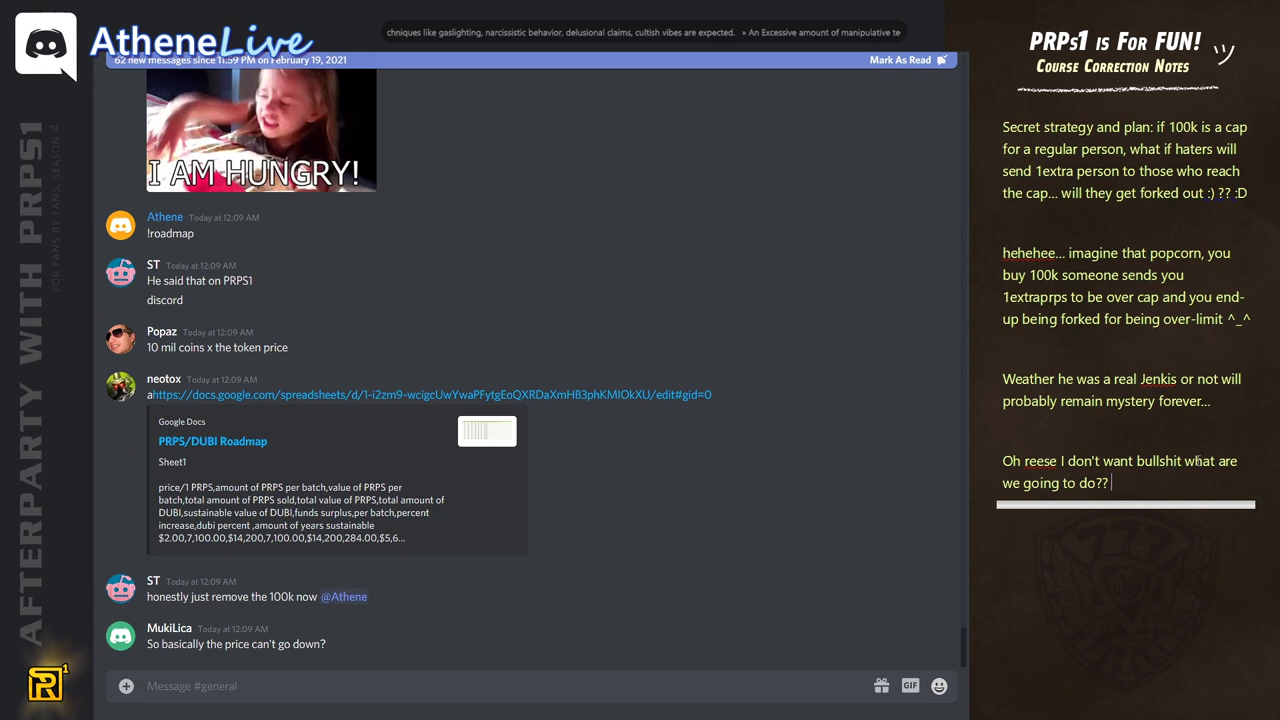 AtheneLive
chniques like gaslighting, narcissistic behavior, delusional claims, cultish vibes are expected.   » An Excessive amount of manipulative te
62 new messages since 11:59 PM on February 19, 2021
Mark As Read
I AM HUNGRY!
Athene Today at 12:09 AM
!roadmap
ST Today at 12:09 AM
He said that on PRPS1
discord
Popaz Today at 12:09 AM
10 mil coins x the token price
neotox Today at 12:09 AM
ahttps://docs.google.com/spreadsheets/d/1-i2zm9-wcigcUwYwaPFytgEoQXRDaXmHB3phKMIOkXU/edit#gid=0
Google Docs
PRPS/DUBI Roadmap
Sheet1
price/1 PRPS,amount of PRPS per batch,value of PRPS per
batch,total amount of PRPS sold,total value of PRPS,total amount of
DUBI,sustainable value of DUBI,funds surplus,per batch,percent
increase,dubi percent ,amount of years sustainable
$2.00,7,100.00,$14,200,7,100.00,$14,200,284.00,$5,6...
ST Today at 12:09 AM
honestly just remove the 100k now @Athene
MukiLica Today at 12:09 AM
So basically the price can't go down?
Message #general
GIF
AFTERPARTY WITH PRPS1
FOR FANS BY FANS, SEASON 4
R1
PRPs1 is For FUN!
Course Correction Notes
ツ
Secret strategy and plan: if 100k is a cap
for a regular person, what if haters will
send 1extra person to those who reach
the cap... will they get forked out :) ?? :D
hehehee... imagine that popcorn, you
buy 100k someone sends you
1extraprps to be over cap and you end-
up being forked for being over-limit ^_^
Weather he was a real Jenkis or not will
probably remain mystery forever...
Oh reese I don't want bullshit what are
we going to do??